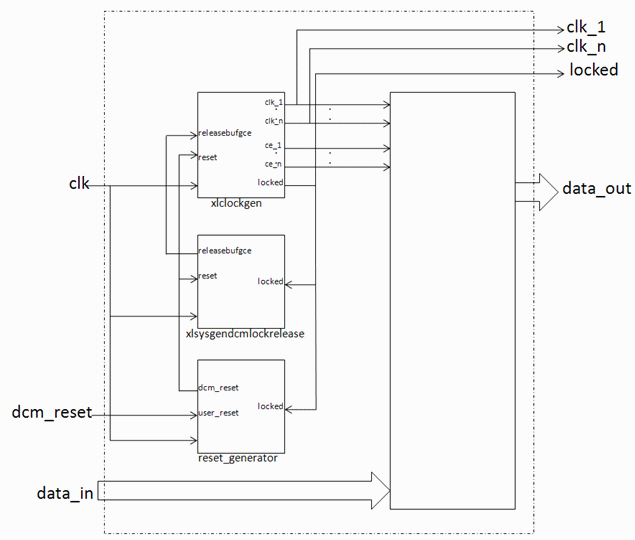 clk_1
clk_n
locked
clk_1
clk_n
releasebufgce
ce_1
reset
ce_n
clk
locked
xlclockgen
data_out
releasebufgce
reset
locked
xlsysgendcmlockrelease
dcm_reset
locked
dcm_reset
user_reset
reset_generator
data_in